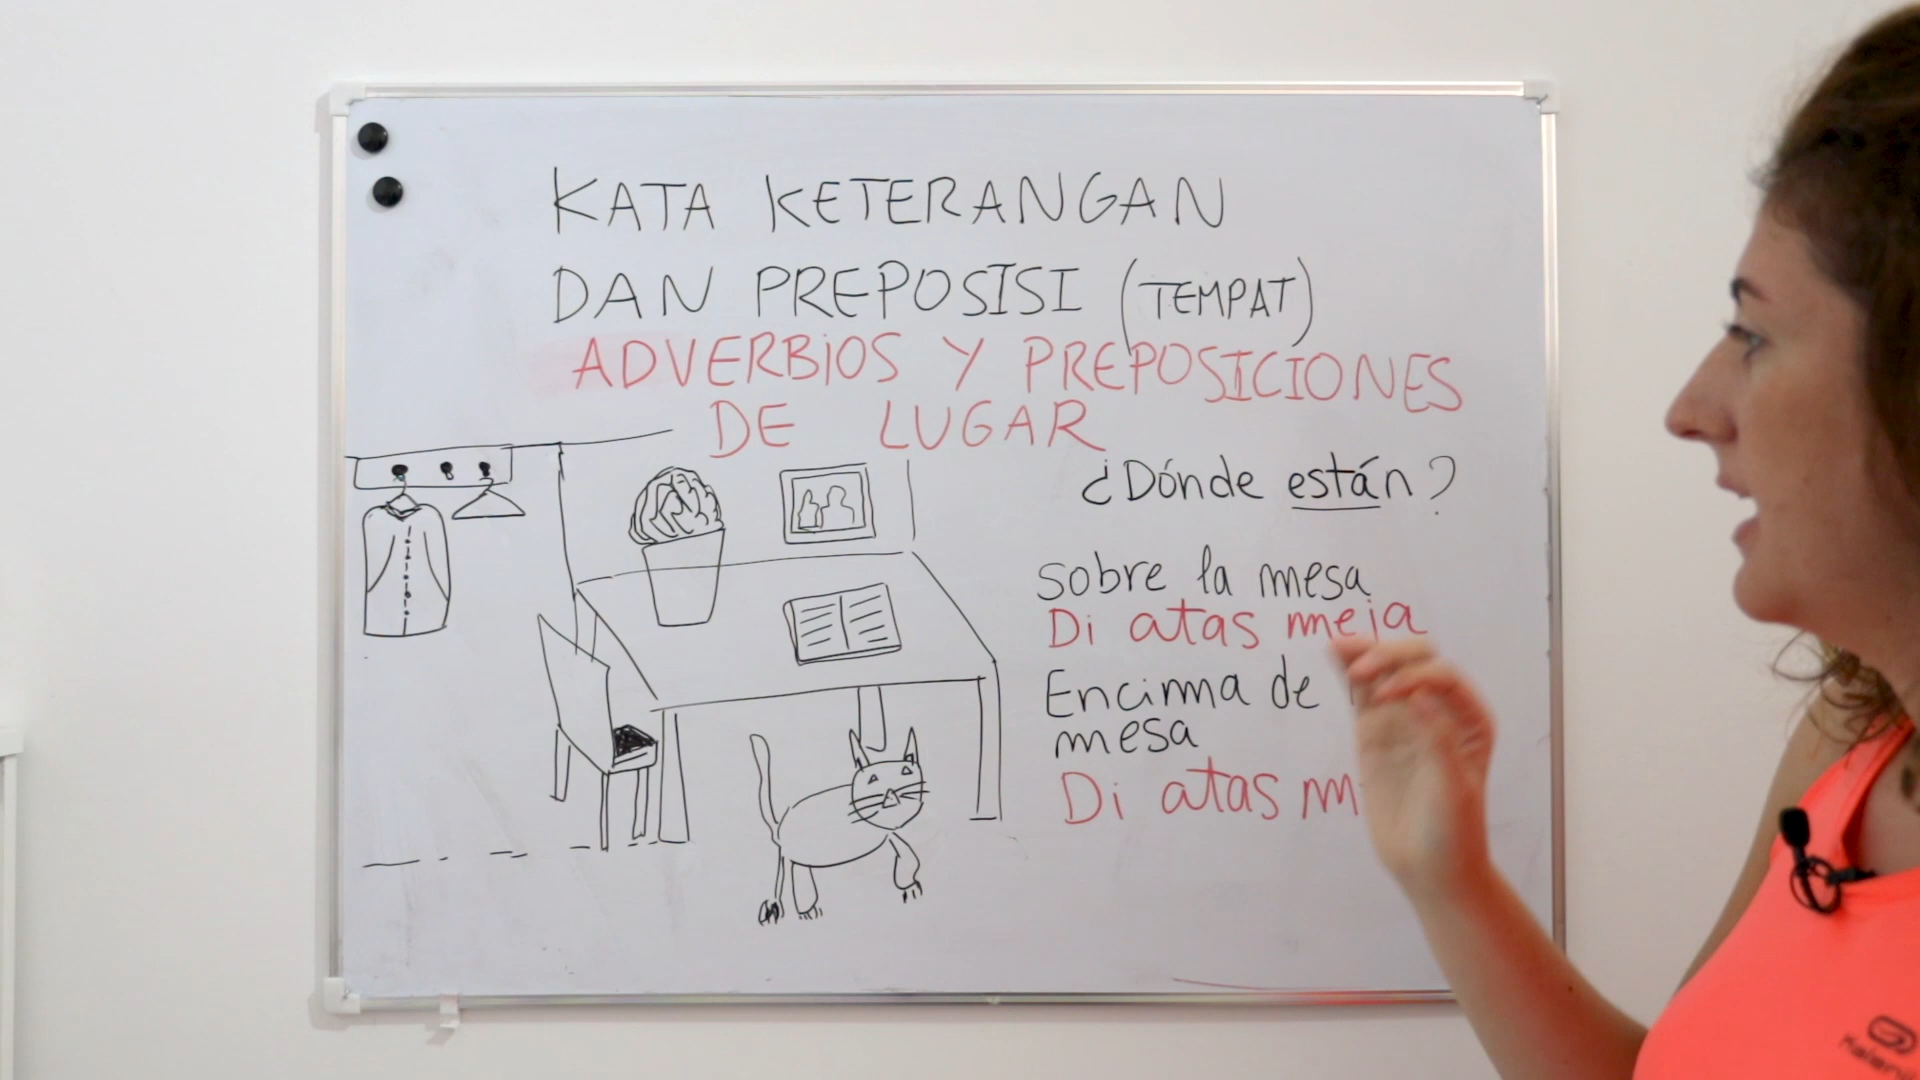 KATA KETERANGAN
DAN PREPOSISI (TEMPAT)
ADVERBiOS Y PREPOSICIONES
DE LUGAR
¿Dónde están?
sobre la mesa
Di atas meja
Encima de
mesa
Di atas